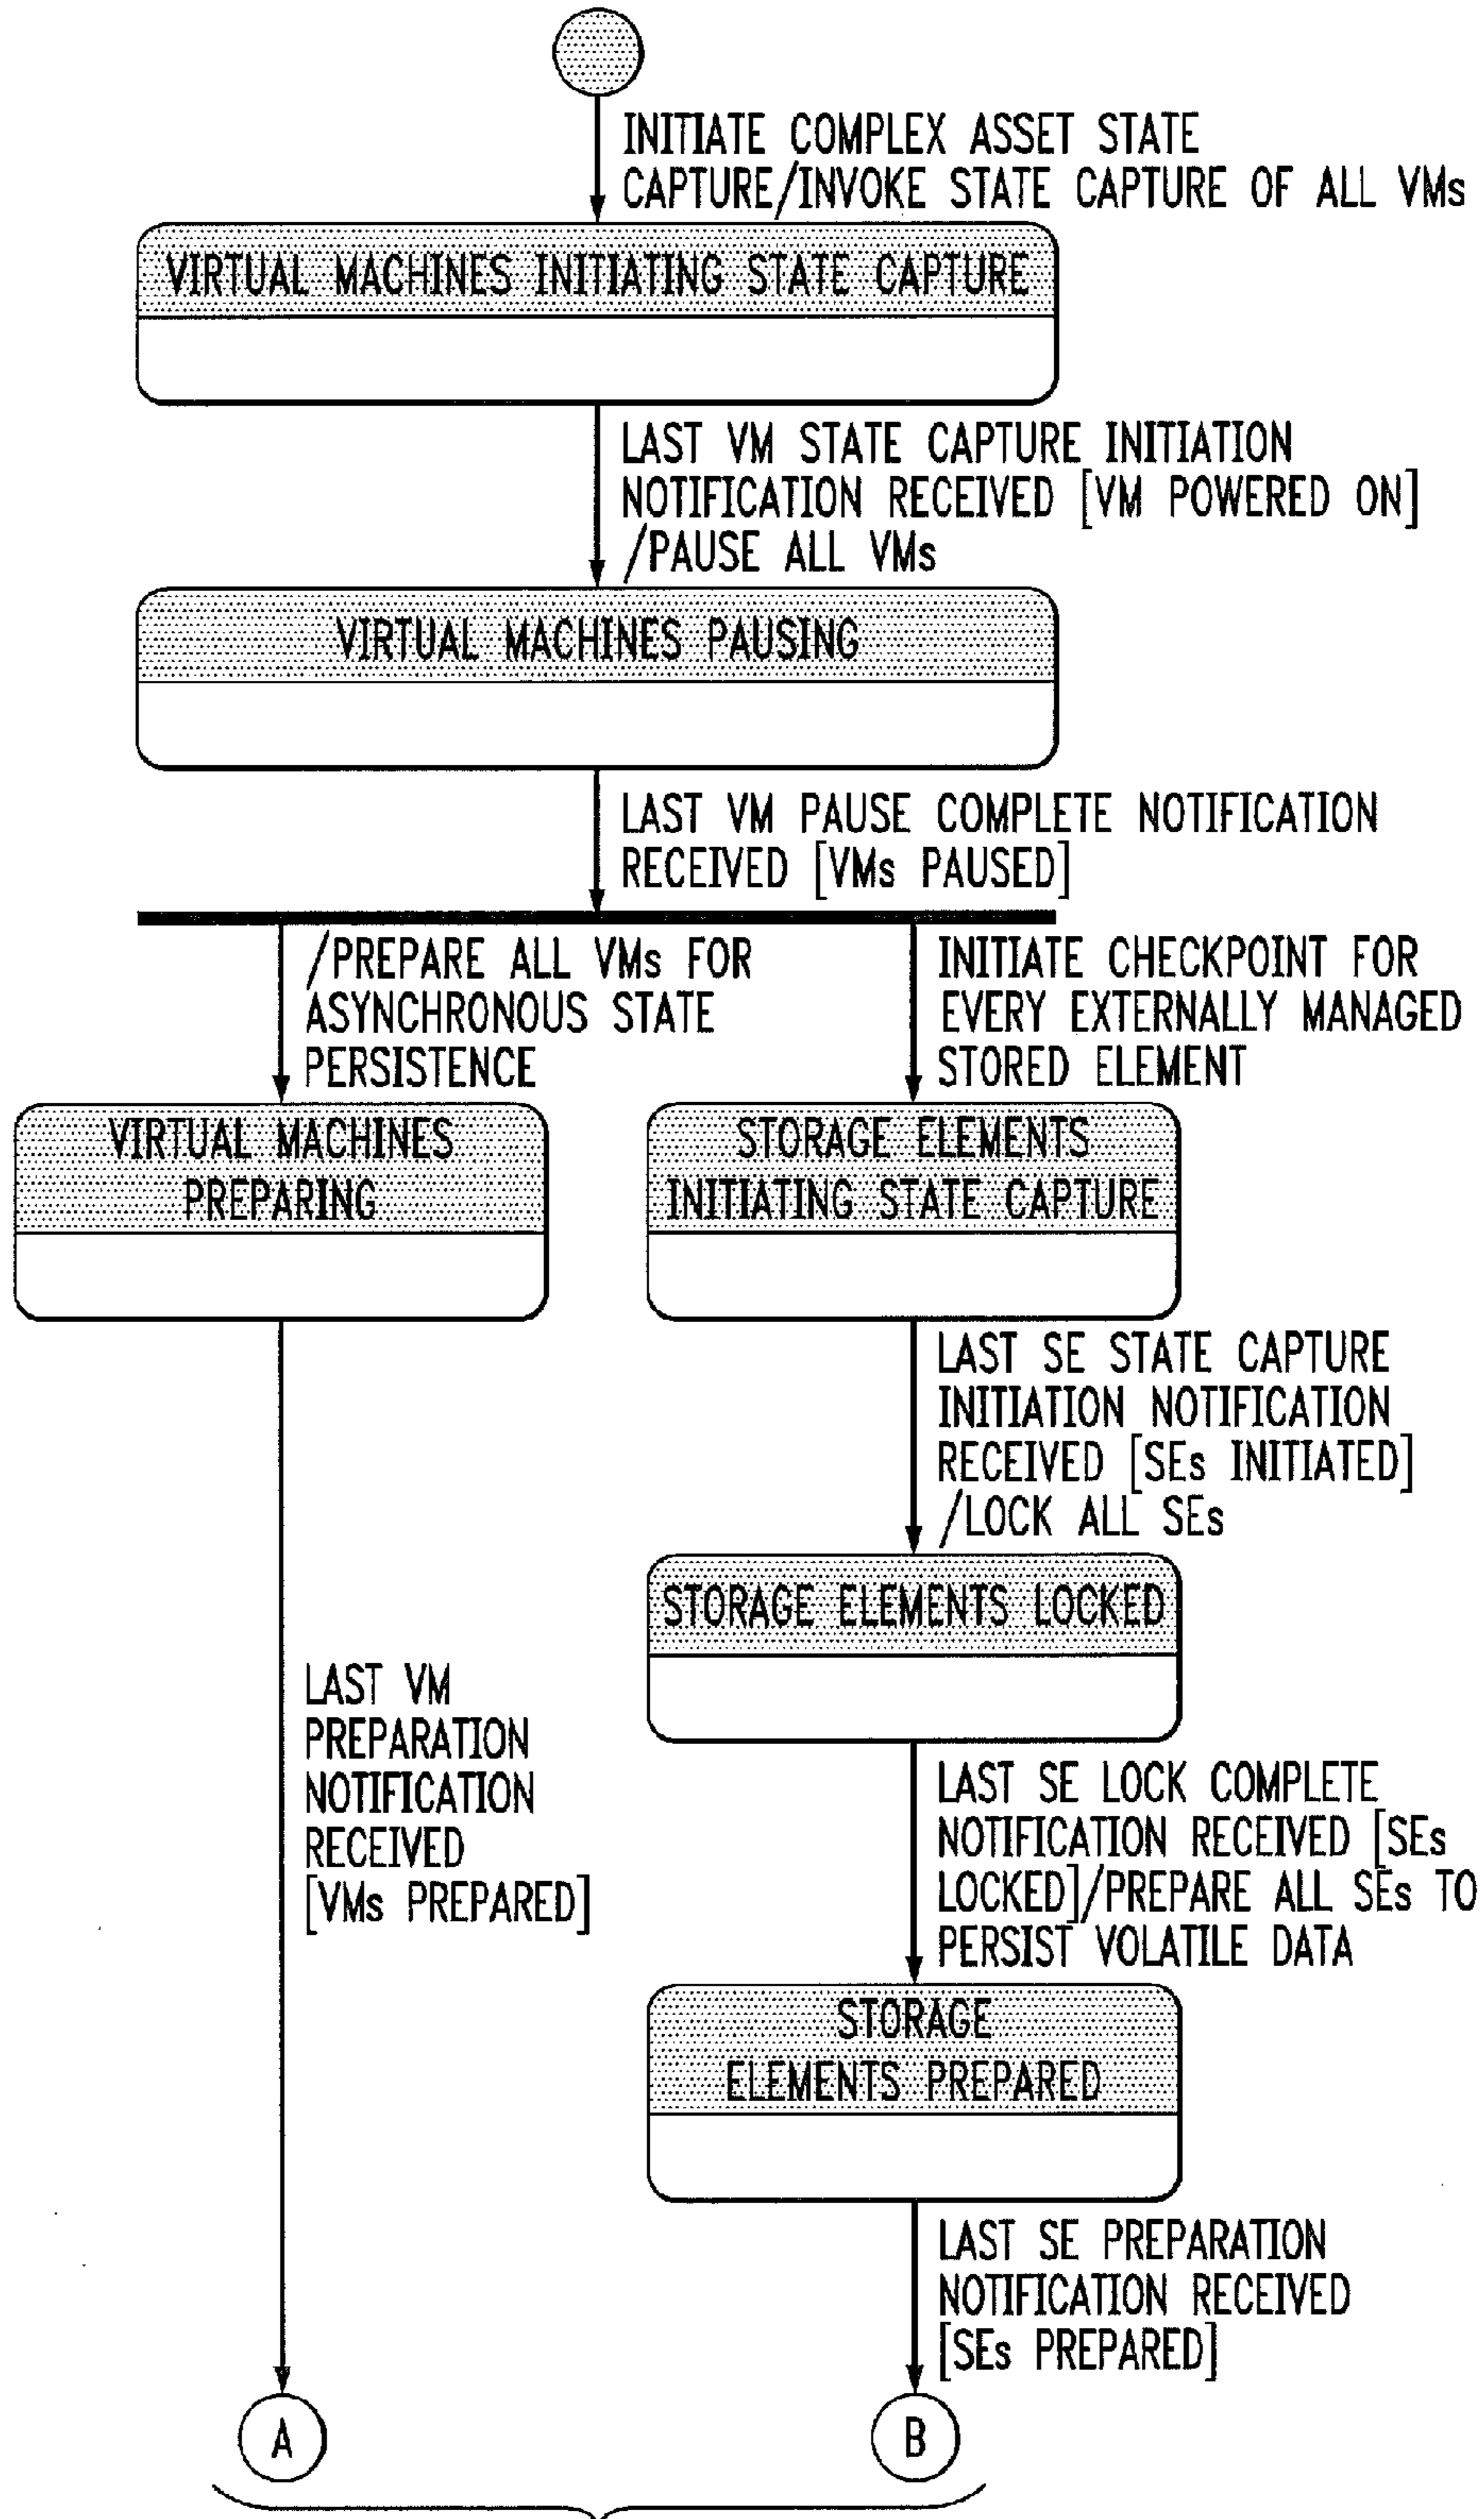 INITIATE COMPLEX ASSET STATE
CAPTURE/INVOKE STATE CAPTURE OF ALL VMs
VIRTUAL MACHINES INITIATING STATE CAPTURE
LAST VM STATE CAPTURE INITIATION
NOTIFICATION RECEIVED [VM POWERED ON]
/PAUSE ALL VMs
VIRTUAL MACHINES PAUSING
LAST VM PAUSE COMPLETE NOTIFICATION
RECEIVED [VMs PAUSED]
/PREPARE ALL VMs FOR
ASYNCHRONOUS STATE
PERSISTENCE
INITIATE CHECKPOINT FOR
EVERY EXTERNALLY MANAGED
STORED ELEMENT
VIRTUAL MACHINES
PREPARING
STORAGE ELEMENTS
INITIATING STATE CAPTURE
LAST SE STATE CAPTURE
INITIATION NOTIFICATION
RECEIVED [SEs INITIATED]
/LOCK ALL SEs
STORAGE ELEMENTS LOCKED
LAST VM
PREPARATION
NOTIFICATION
RECEIVED
[VMs PREPARED]
LAST SE LOCK COMPLETE
NOTIFICATION RECEIVED [SEs
LOCKED]/PREPARE ALL SEs TO
PERSIST VOLATILE DATA
STORAGE
ELEMENTS PREPARED
LAST SE PREPARATION
NOTIFICATION RECEIVED
[SEs PREPARED]
A
B